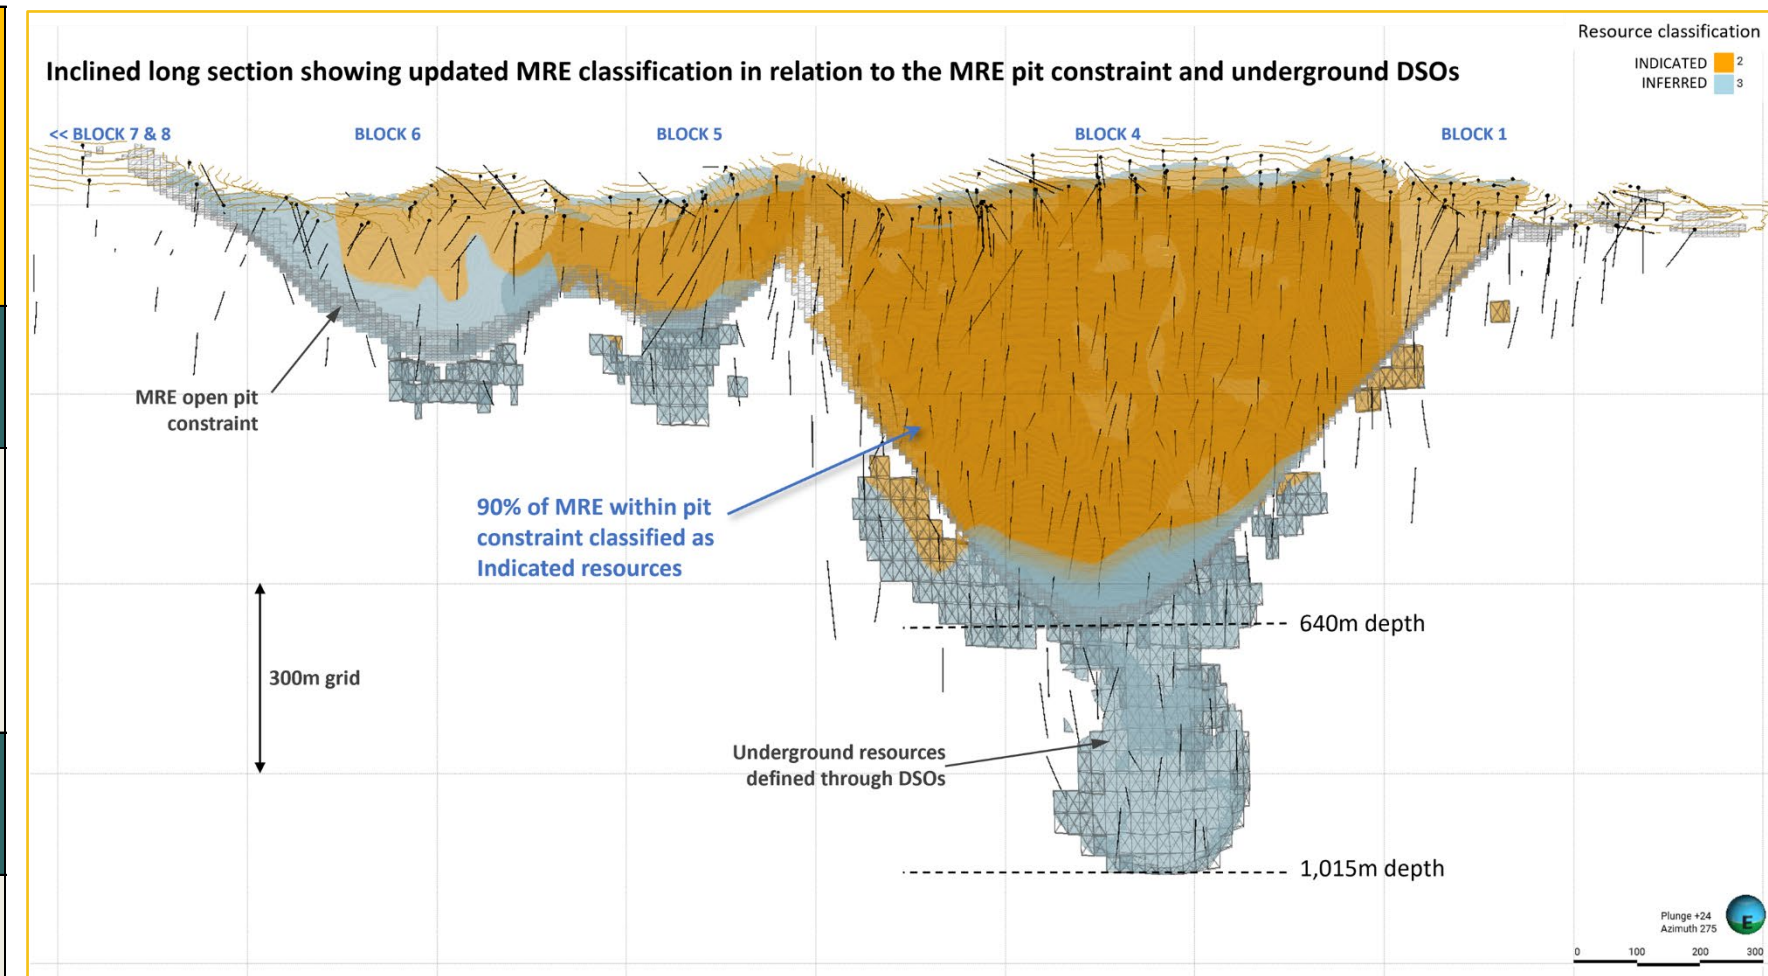 Resource classification
INDICATED 2
INFERRED 3
Inclined long section showing updated MRE classification in relation to the MRE pit constraint and underground DSOs
<< BLOCK 7 & 8
BLOCK 6
BLOCK 5
BLOCK 4
BLOCK 1
MRE open pit
constraint
90% of MRE within pit
constraint classified as
Indicated resources
640m depth
300m grid
Underground resources
defined through DSOs
1,015m depth
Plunge +24
Azimuth 275
E
0 100 200 300